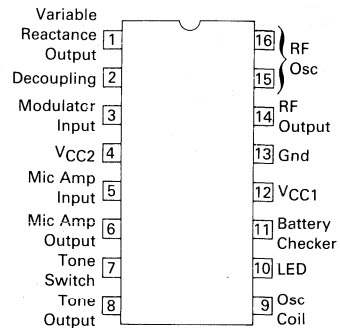 Variable
Reactance
Output
1
Decoupling
2
Modulator
Input
3
VCC2
4
Mic Amp
Input
5
Mic Amp
Output
6
Tone
Switch
7
Tone
Output
8
16
15
RF
Osc
14
RF
Output
13
Gnd
12
VCC1
11
Battery
Checker
10
LED
9
Osc
Coil